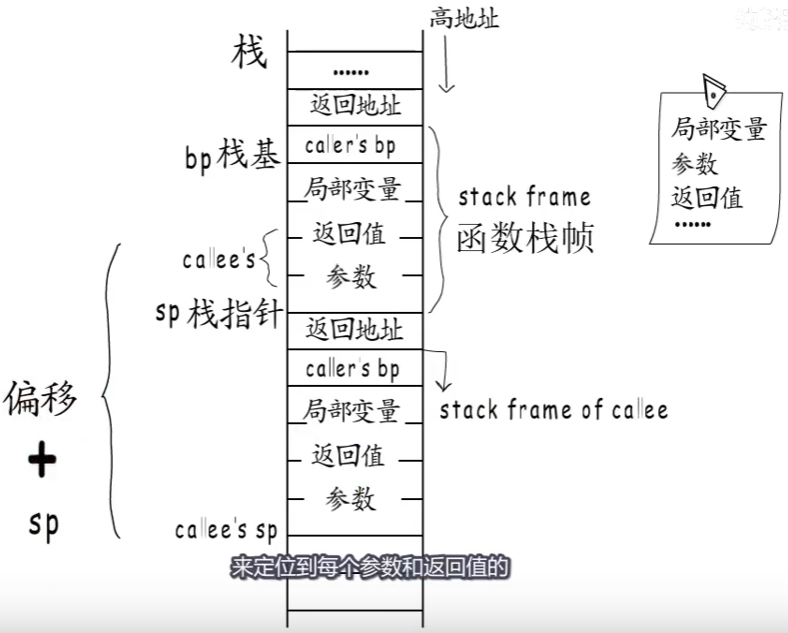 高地址
栈
……
返回地址
caller's bp
bp 栈基
局部变量
返回值
callee's
参数
sp 栈指针
stack frame
函数栈帧
局部变量
参数
返回值
……
返回地址
caller's bp
局部变量
stack frame of callee
返回值
参数
callee's sp
偏移
+
sp
来定位到每个参数和返回值的